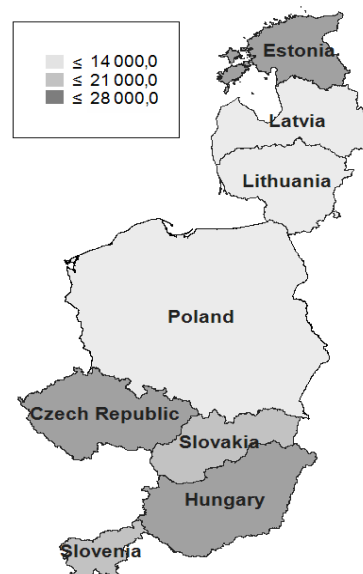 ≤ 14 000,0
≤ 21 000,0
≤ 28 000,0
Estonia
Latvia
Lithuania
Poland
Czech Republic
Slovakia
Hungary
Slovenia